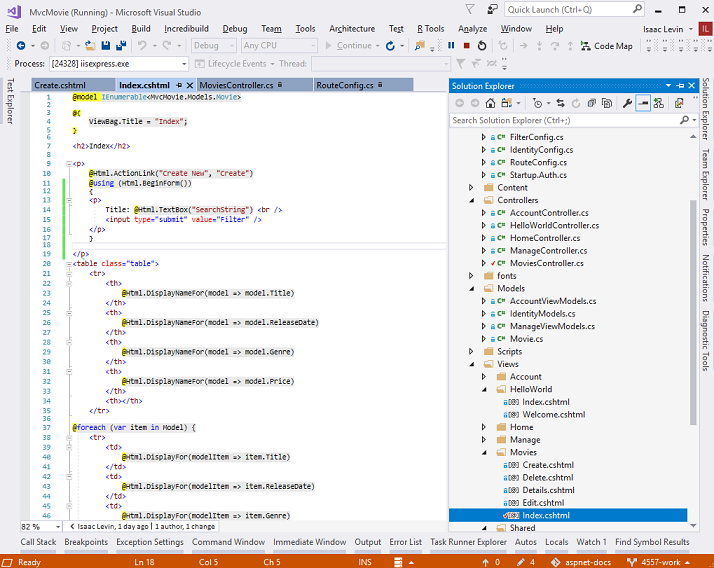 MvcMovie (Running) - Microsoft Visual Studio
Quick Launch (Ctrl+Q)
File Edit View Project Build Incredibuild Debug Team Tools Architecture Test R Tools Analyze Window Help
Isaac Levin IL
Debug Any CPU Continue Code Map
Process: [24328] iisexpress.exe Lifecycle Events Thread:
Test Explorer
Create.cshtml Index.cshtml MoviesController.cs RouteConfig.cs
1 @model IEnumerable<MvcMovie.Models.Movie>
2
3 @{
4 ViewBag.Title = "Index";
5 }
6
7 <h2>Index</h2>
8
9 <p>
10 @Html.ActionLink("Create New", "Create")
11 @using (Html.BeginForm())
12 {
13 <p>
14 Title: @Html.TextBox("SearchString") <br />
15 <input type="submit" value="Filter" />
16 </p>
17 }
18
19 </p>
20 <table class="table">
21 <tr>
22 <th>
23 @Html.DisplayNameFor(model => model.Title)
24 </th>
25 <th>
26 @Html.DisplayNameFor(model => model.ReleaseDate)
27 </th>
28 <th>
29 @Html.DisplayNameFor(model => model.Genre)
30 </th>
31 <th>
32 @Html.DisplayNameFor(model => model.Price)
33 </th>
34 <th></th>
35 </tr>
36
37 @foreach (var item in Model) {
38 <tr>
39 <td>
40 @Html.DisplayFor(modelItem => item.Title)
41 </td>
42 <td>
43 @Html.DisplayFor(modelItem => item.ReleaseDate)
44 </td>
45 <td>
46 @Html.DisplayFor(modelItem => item.Genre)
82 % Isaac Levin, 1 day ago | 1 author, 1 change
Solution Explorer
Search Solution Explorer (Ctrl+;)
FilterConfig.cs
IdentityConfig.cs
RouteConfig.cs
Startup.Auth.cs
Content
Controllers
AccountController.cs
HelloWorldController.cs
HomeController.cs
ManageController.cs
MoviesController.cs
fonts
Models
AccountViewModels.cs
IdentityModels.cs
ManageViewModels.cs
Movie.cs
Scripts
Views
Account
HelloWorld
Index.cshtml
Welcome.cshtml
Home
Manage
Movies
Create.cshtml
Delete.cshtml
Details.cshtml
Edit.cshtml
Index.cshtml
Shared
Solution Explorer
Team Explorer
Properties
Notifications
Diagnostic Tools
Call Stack Breakpoints Exception Settings Command Window Immediate Window Output Error List Task Runner Explorer Autos Locals Watch 1 Find Symbol Results
Ready Ln 18 Col 5 Ch 5 INS 0 4 aspnet-docs 4557-work